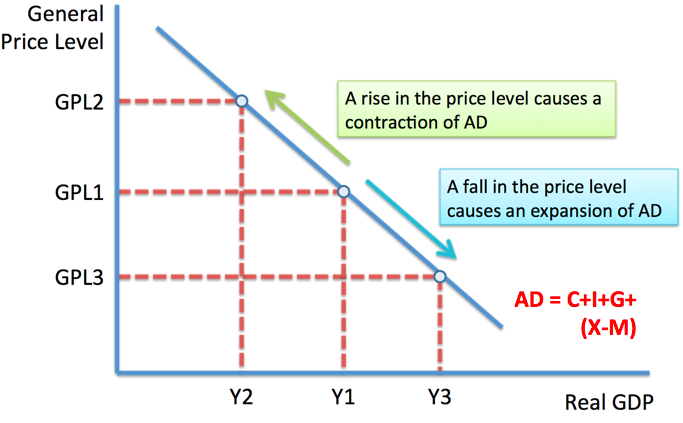 General
Price Level
GPL2
A rise in the price level causes a
contraction of AD
GPL1
A fall in the price level
causes an expansion of AD
GPL3
AD = C+I+G+
(X-M)
Y2
Y1
Y3
Real GDP